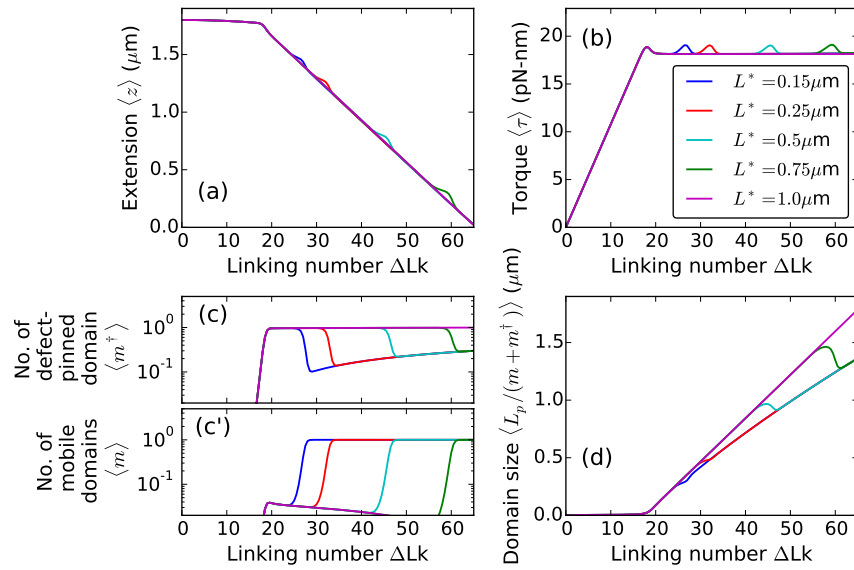 Extension ⟨z⟩ (μm)
1.5
1.0
0.5
0.0
(a)
0 10 20 30 40 50 60
Linking number ΔLk
Torque ⟨τ⟩ (pN-nm)
20
15
10
5
0
(b)
L* = 0.15μm
L* = 0.25μm
L* = 0.5μm
L* = 0.75μm
L* = 1.0μm
0 10 20 30 40 50 60
Linking number ΔLk
No. of
defect-
pinned
domain
⟨m†⟩
10⁰
10⁻¹
(c)
No. of
mobile
domains
⟨m⟩
10⁰
10⁻¹
(c')
0 10 20 30 40 50 60
Linking number ΔLk
Domain size ⟨Lₚ/(m + m†)⟩ (μm)
1.5
1.0
0.5
0.0
(d)
0 10 20 30 40 50 60
Linking number ΔLk